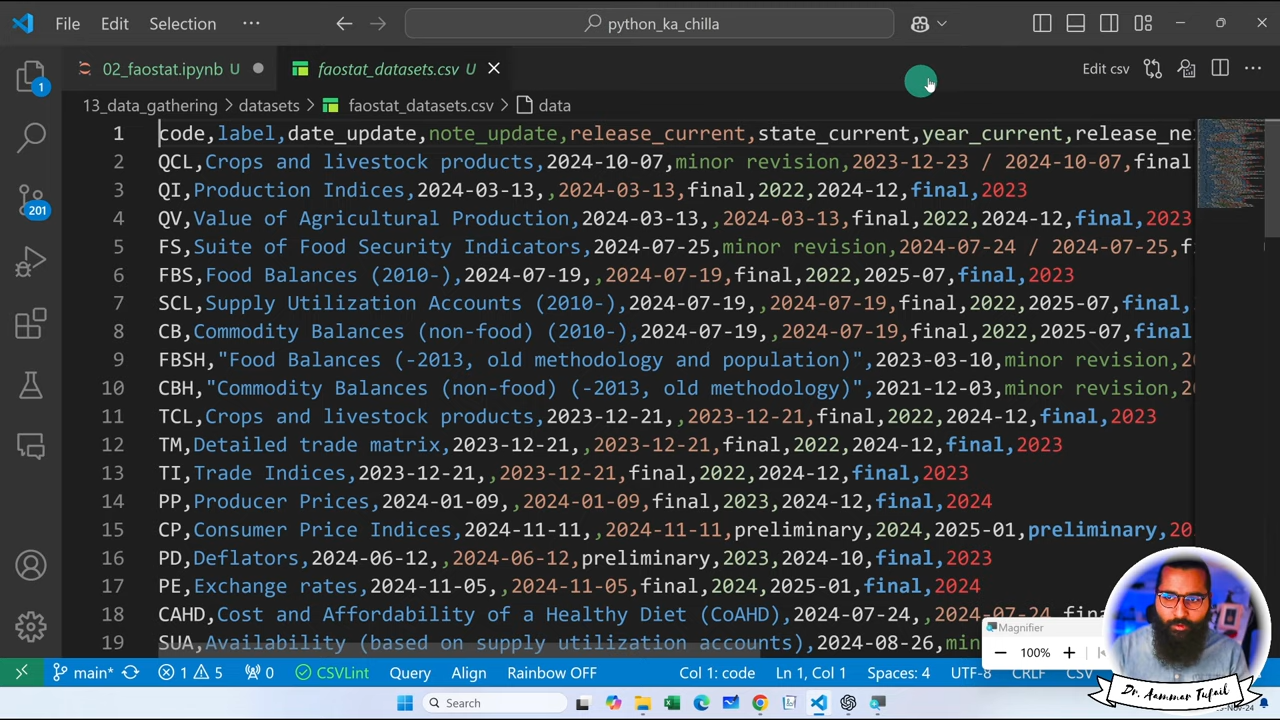 File Edit Selection ··· python_ka_chilla
02_faostat.ipynb U faostat_datasets.csv U Edit csv
13_data_gathering > datasets > faostat_datasets.csv > data
1 code,label,date_update,note_update,release_current,state_current,year_current,release_ne
2 QCL,Crops and livestock products,2024-10-07,minor revision,2023-12-23 / 2024-10-07,final
3 QI,Production Indices,2024-03-13,,2024-03-13,final,2022,2024-12,final,2023
4 QV,Value of Agricultural Production,2024-03-13,,2024-03-13,final,2022,2024-12,final,2023
5 FS,Suite of Food Security Indicators,2024-07-25,minor revision,2024-07-24 / 2024-07-25,f
6 FBS,Food Balances (2010-),2024-07-19,,2024-07-19,final,2022,2025-07,final,2023
7 SCL,Supply Utilization Accounts (2010-),2024-07-19,,2024-07-19,final,2022,2025-07,final,
8 CB,Commodity Balances (non-food) (2010-),2024-07-19,,2024-07-19,final,2022,2025-07,final
9 FBSH,"Food Balances (-2013, old methodology and population)",2023-03-10,minor revision,2
10 CBH,"Commodity Balances (non-food) (-2013, old methodology)",2021-12-03,minor revision,2
11 TCL,Crops and livestock products,2023-12-21,,2023-12-21,final,2022,2024-12,final,2023
12 TM,Detailed trade matrix,2023-12-21,,2023-12-21,final,2022,2024-12,final,2023
13 TI,Trade Indices,2023-12-21,,2023-12-21,final,2022,2024-12,final,2023
14 PP,Producer Prices,2024-01-09,,2024-01-09,final,2023,2024-12,final,2024
15 CP,Consumer Price Indices,2024-11-11,,2024-11-11,preliminary,2024,2025-01,preliminary,20
16 PD,Deflators,2024-06-12,,2024-06-12,preliminary,2023,2024-10,final,2023
17 PE,Exchange rates,2024-11-05,,2024-11-05,final,2024,2025-01,final,2024
18 CAHD,Cost and Affordability of a Healthy Diet (CoAHD),2024-07-24,,2024-07-24,final
19 SUA,Availability (based on supply utilization accounts),2024-08-26,min
1
201
Magnifier
100%
main* 1 5 0 CSVLint Query Align Rainbow OFF Col 1: code Ln 1, Col 1 Spaces: 4 UTF-8 CRLF CSV
Search
Dr. Aammar Tufail